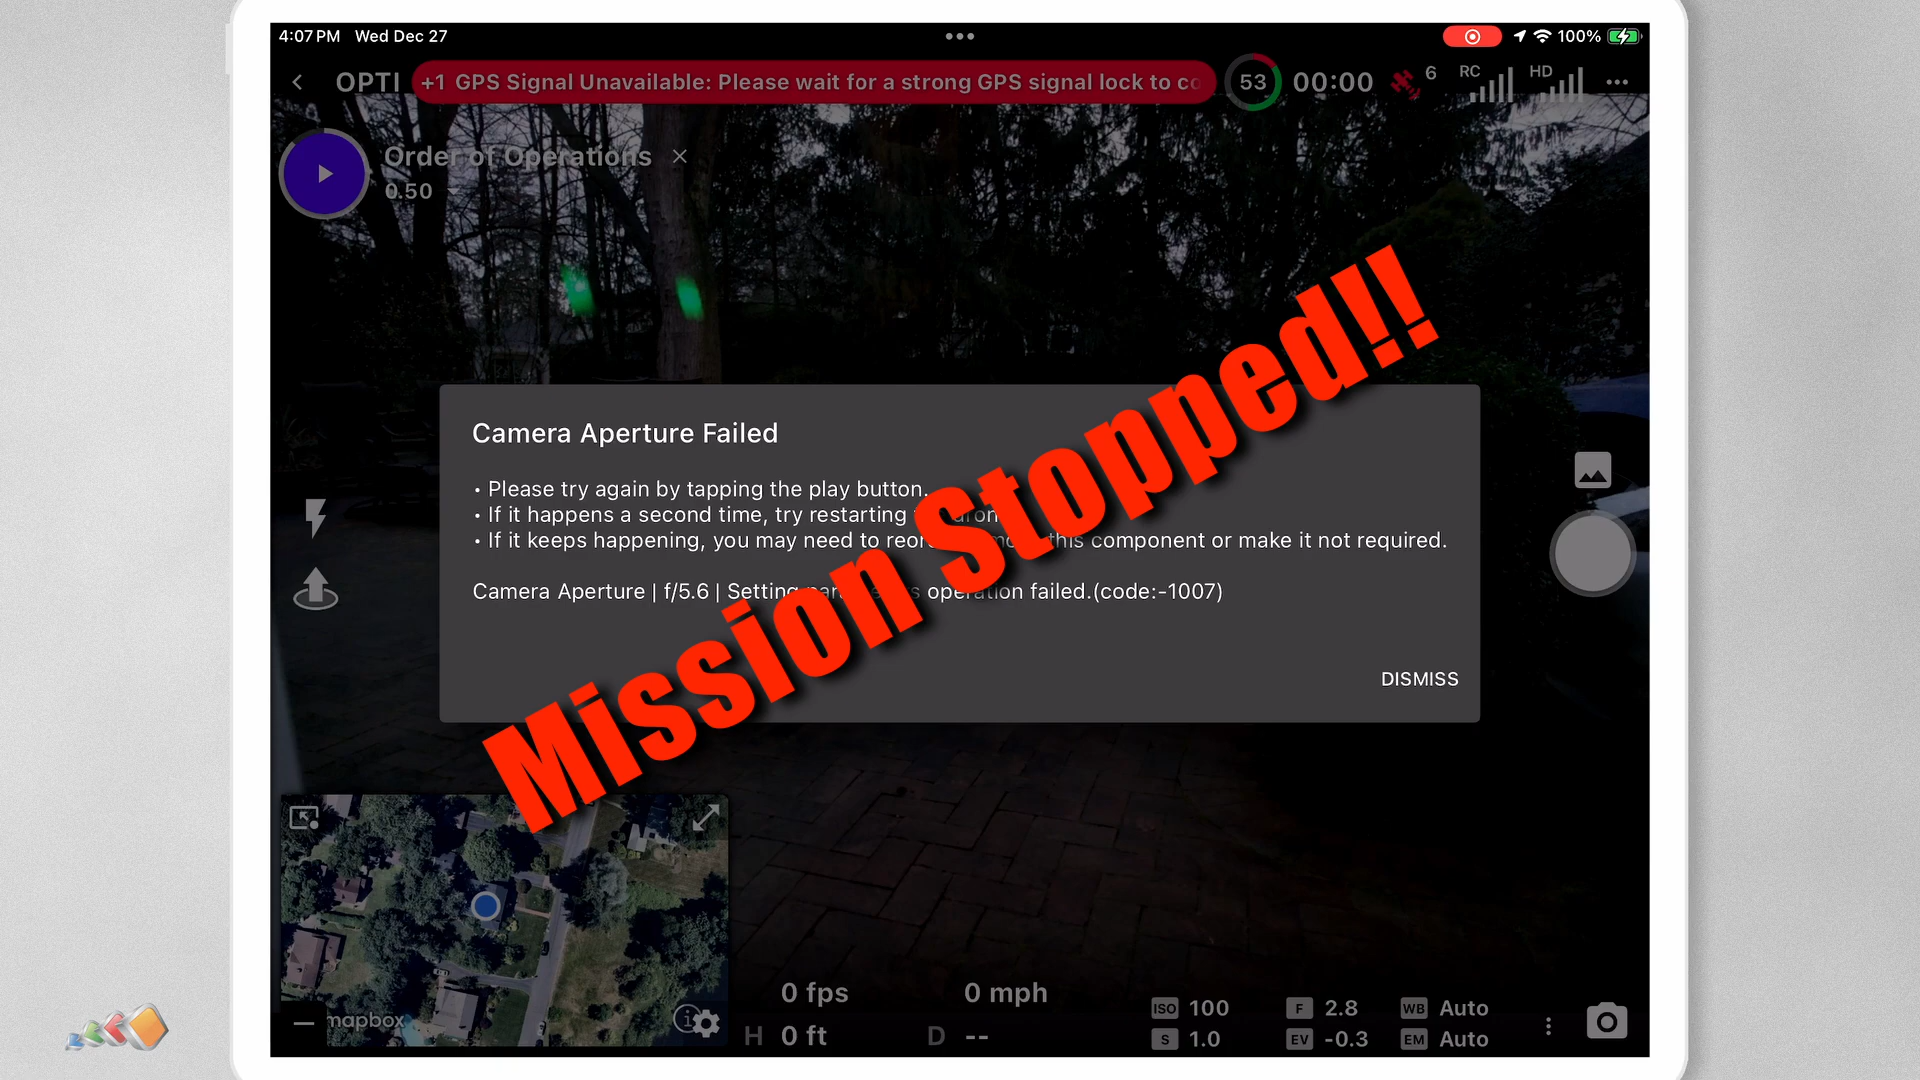 4:07 PM Wed Dec 27
100%
OPTI +1 GPS Signal Unavailable: Please wait for a strong GPS signal lock to co
53 00:00 6 RC HD
Order of Operations
0.50
Camera Aperture Failed
• Please try again by tapping the play button.
• If it happens a second time, try restarting
• If it keeps happening, you may need to this component or make it not required.
Camera Aperture | f/5.6 | Setting operation failed.(code:-1007)
DISMISS
Mission Stopped!!
mapbox
0 fps 0 mph
H 0 ft D --
ISO 100 F 2.8 WB Auto
S 1.0 EV -0.3 EM Auto